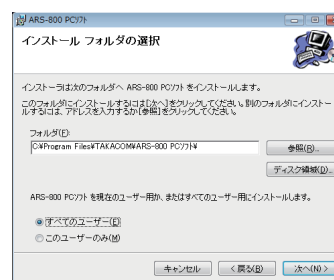 ARS-800 PCソフト
インストール フォルダの選択
インストーラは次のフォルダへ ARS-800 PCソフト をインストールします。
このフォルダにインストールするには[次へ]をクリックしてください。別のフォルダにインストー
ルするには、アドレスを入力するか[参照]をクリックしてください。
フォルダ(F):
C:¥Program Files¥TAKACOM¥ARS-800 PCソフト¥
参照(R)...
ディスク領域(D)...
ARS-800 PCソフト を現在のユーザー用か、またはすべてのユーザー用にインストールします。
すべてのユーザー(E)
このユーザーのみ(M)
キャンセル
< 戻る(B)
次へ(N) >